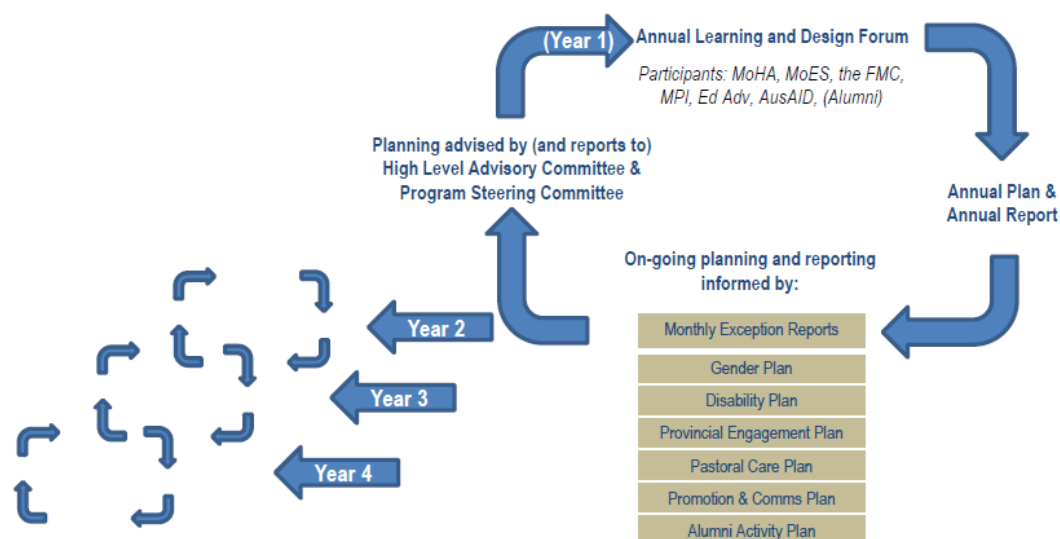 (Year 1)
Annual Learning and Design Forum
Participants: MoHA, MoES, the FMC,
MPI, Ed Adv, AusAID, (Alumni)
Planning advised by (and reports to)
High Level Advisory Committee &
Program Steering Committee
Annual Plan &
Annual Report
On-going planning and reporting
informed by:
Monthly Exception Reports
Gender Plan
Disability Plan
Provincial Engagement Plan
Pastoral Care Plan
Promotion & Comms Plan
Alumni Activity Plan
Year 2
Year 3
Year 4